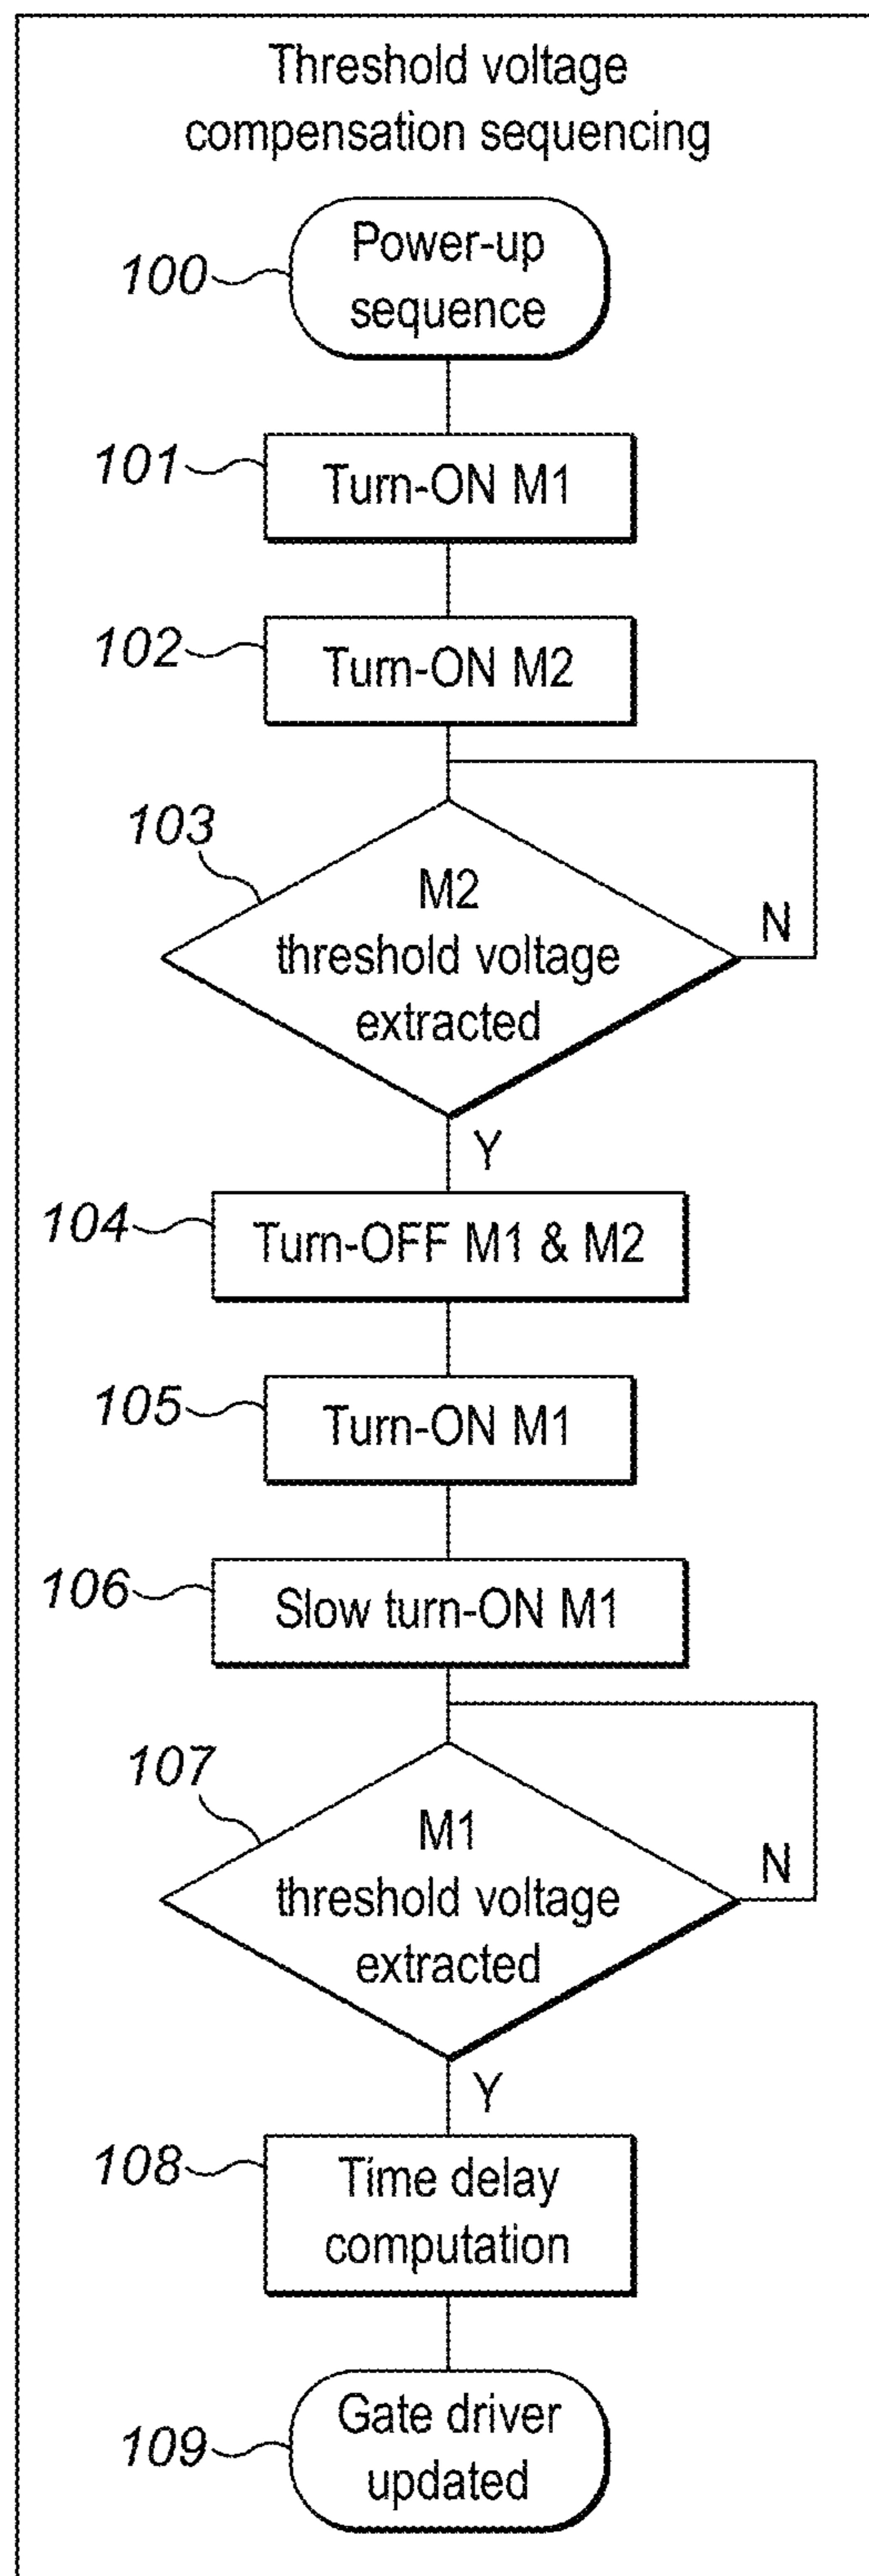 Threshold voltage
compensation sequencing
100
Power-up
sequence
101
Turn-ON M1
102
Turn-ON M2
103
M2
threshold voltage
extracted
N
Y
104
Turn-OFF M1 & M2
105
Turn-ON M1
106
Slow turn-ON M1
107
M1
threshold voltage
extracted
N
Y
108
Time delay
computation
109
Gate driver
updated